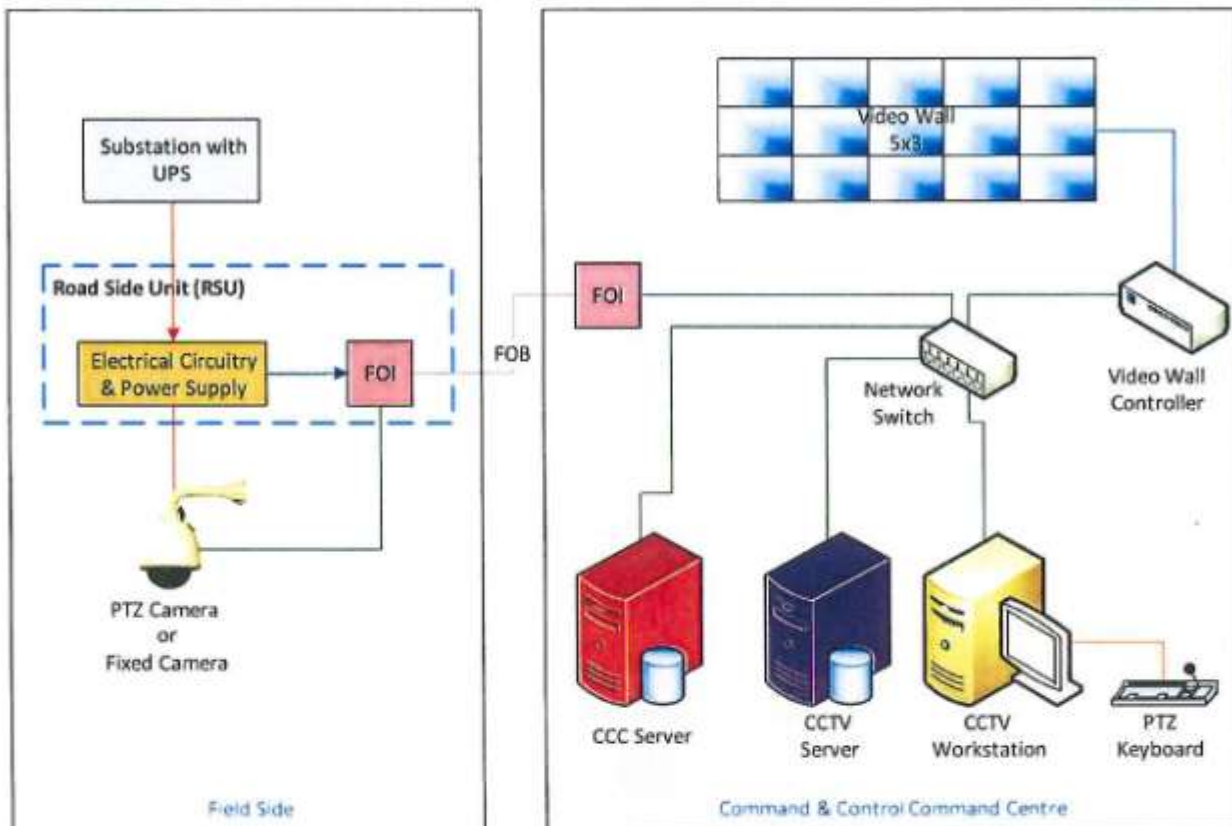 Substation with
UPS
Road Side Unit (RSU)
Electrical Circuitry
& Power Supply
FOI
PTZ Camera
or
Fixed Camera
Field Side
FOB
Video Wall
5x3
FOI
Network
Switch
Video Wall
Controller
CCC Server
CCTV
Server
CCTV
Workstation
PTZ
Keyboard
Command & Control Command Centre